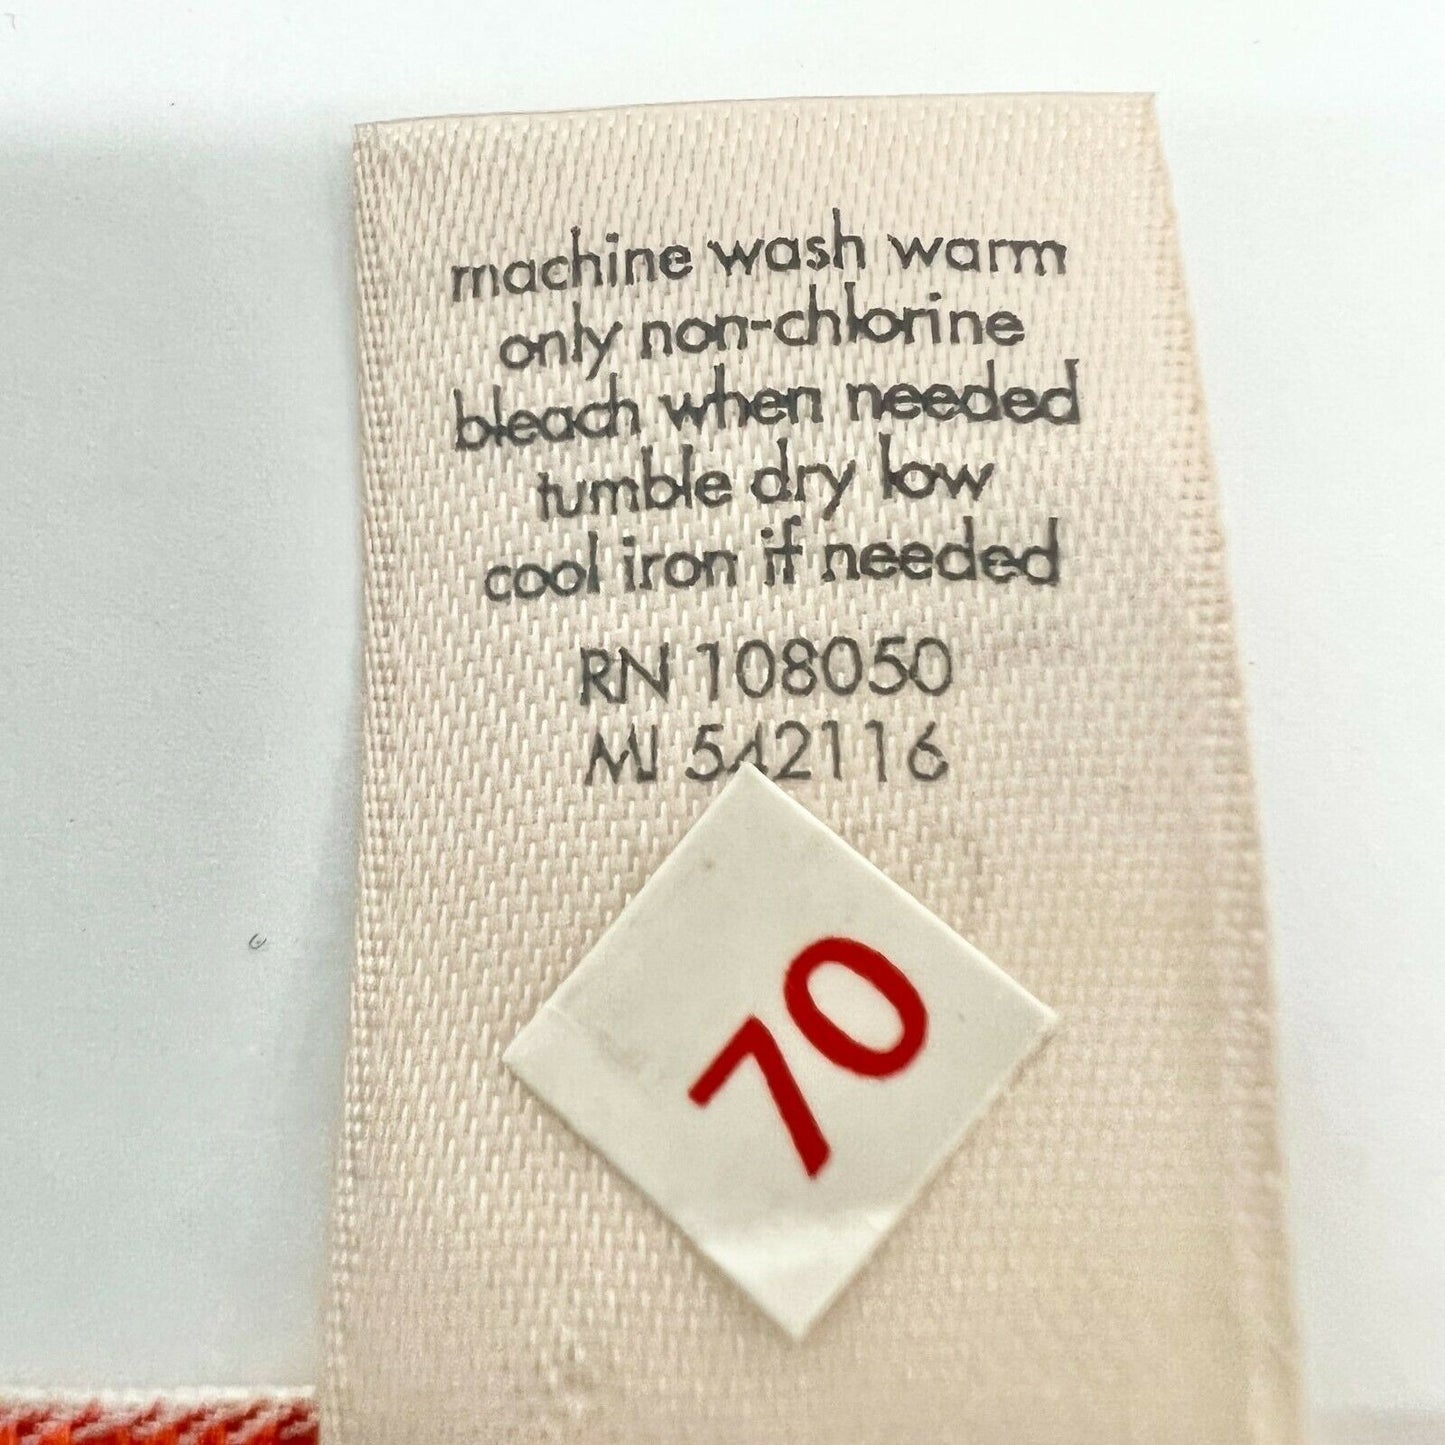 machine wash warm
only non-chlorine
bleach when needed
tumble dry low
cool iron if needed
RN 108050
MI 542116
70